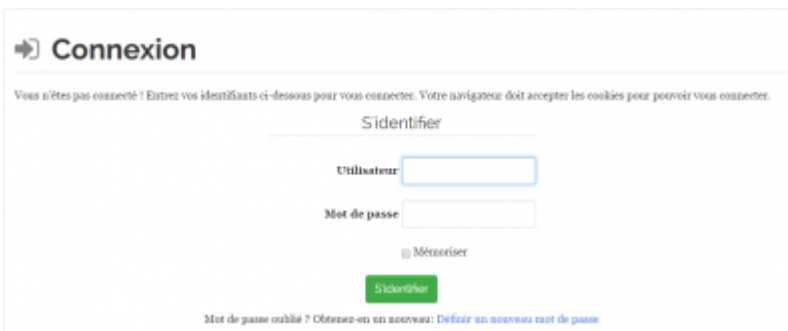 Connexion
Vous n'êtes pas connecté ! Entrez vos identifiants ci-dessous pour vous connecter. Votre navigateur doit accepter les cookies pour pouvoir vous connecter.
S'identifier
Utilisateur
Mot de passe
Mémoriser
S'identifier
Mot de passe oublié ? Obtenez-en un nouveau: Définir un nouveau mot de passe